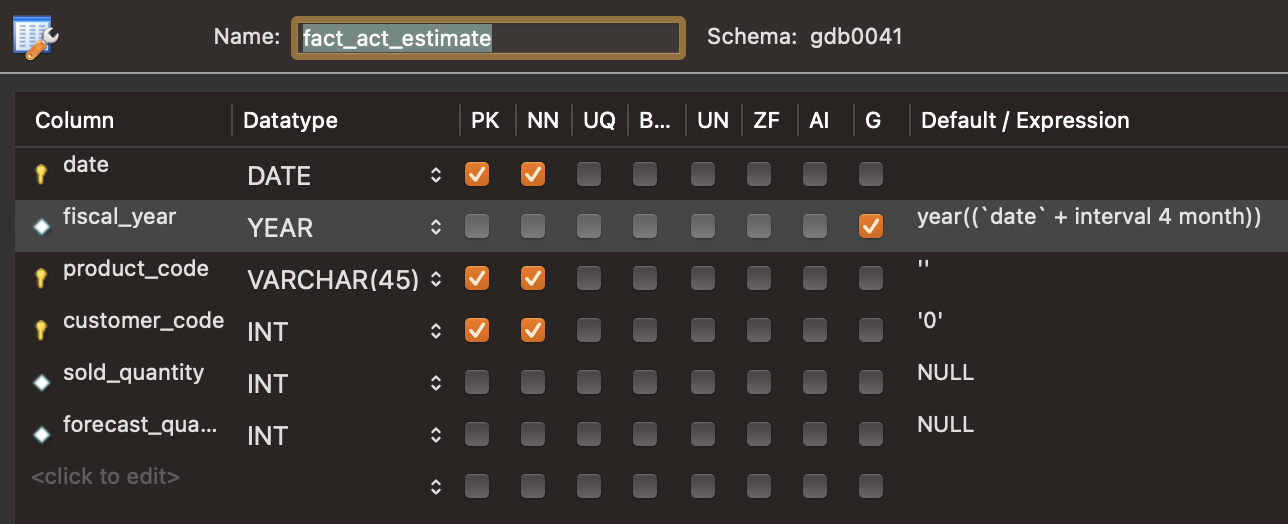 Name: fact_act_estimate Schema: gdb0041
Column Datatype PK NN UQ B... UN ZF AI G Default / Expression
date DATE
fiscal_year YEAR year((`date` + interval 4 month))
product_code VARCHAR(45) ''
customer_code INT '0'
sold_quantity INT NULL
forecast_qua... INT NULL
<click to edit>